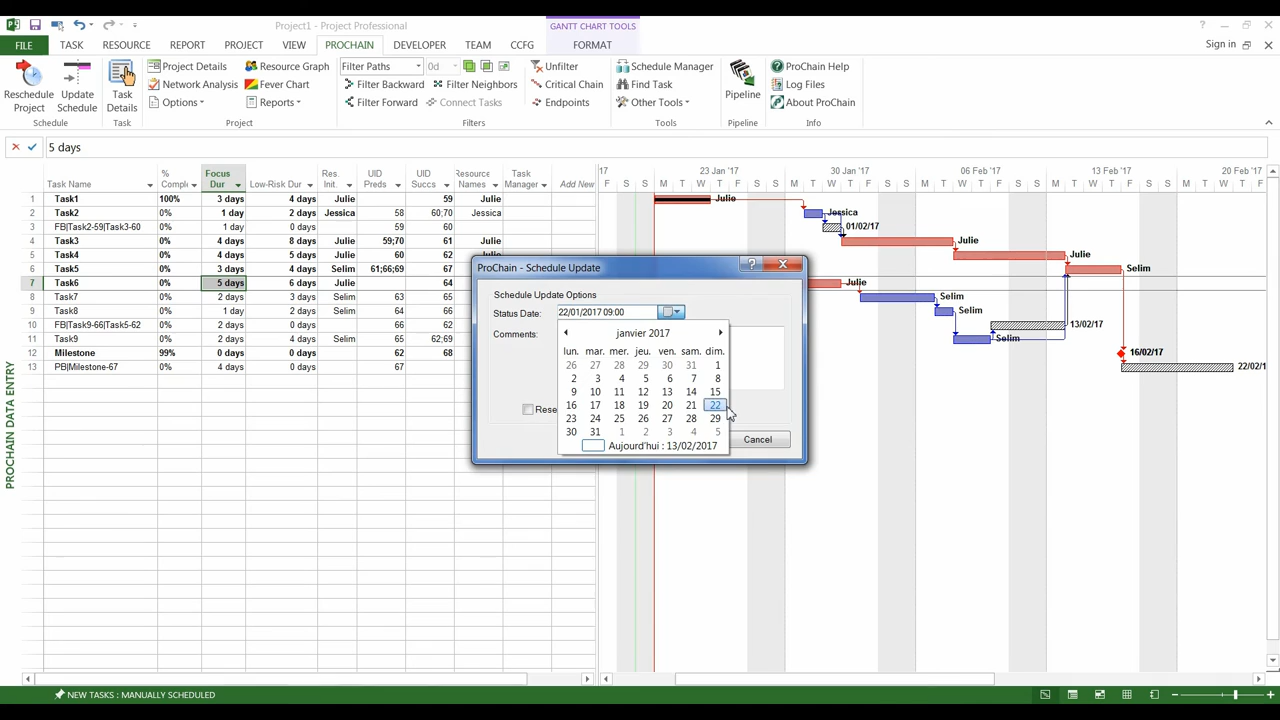 Project1 - Project Professional
GANTT CHART TOOLS
FILE TASK RESOURCE REPORT PROJECT VIEW PROCHAIN DEVELOPER TEAM CCFG FORMAT
Sign in
Reschedule Project
Update Schedule
Schedule
Task Details
Task
Project Details
Network Analysis
Options
Resource Graph
Fever Chart
Reports
Project
Filter Paths
0d
Filter Backward
Filter Neighbors
Filter Forward
Connect Tasks
Filters
Unfilter
Critical Chain
Endpoints
Schedule Manager
Find Task
Other Tools
Tools
Pipeline
Pipeline
ProChain Help
Log Files
About ProChain
Info
5 days
Task Name % Comple Focus Dur Low-Risk Dur Res. Init. UID Preds UID Succs Resource Names Task Manager Add New
1 Task1 100% 3 days 4 days Julie 59 Julie
2 Task2 0% 1 day 2 days Jessica 58 60;70 Jessica
3 FB|Task2-59|Task3-60 0% 1 day 0 days 59 60
4 Task3 0% 4 days 8 days Julie 59;70 61 Julie
5 Task4 0% 4 days 5 days Julie 60 62 Julie
6 Task5 0% 3 days 4 days Selim 61;66;69
7 Task6 0% 5 days 6 days Julie 64
8 Task7 0% 2 days 3 days Selim 63 65
9 Task8 0% 1 day 4 days Selim 64 66
10 FB|Task9-66|Task5-62 0% 2 days 0 days 66 62
11 Task9 0% 2 days 4 days Selim 65 62;69
12 Milestone 99% 0 days 0 days 62 68
13 PB|Milestone-67 0% 4 days 0 days 67
PROCHAIN DATA ENTRY
17 23 Jan '17 30 Jan '17 06 Feb '17 13 Feb '17 20 Feb '17
F S S M T W T F S S M T W T F S S M T W T F S S M T W T F S S M T W T F
Julie
Jessica
01/02/17
Julie
Julie
Selim
Julie
Selim
Selim
13/02/17
Selim
16/02/17
22/02/1
ProChain - Schedule Update
Schedule Update Options
Status Date: 22/01/2017 09:00
Comments:
janvier 2017
lun. mar. mer. jeu. ven. sam. dim.
26 27 28 29 30 31 1
2 3 4 5 6 7 8
9 10 11 12 13 14 15
16 17 18 19 20 21 22
23 24 25 26 27 28 29
30 31 1 2 3 4 5
Aujourd'hui : 13/02/2017
Rese
Cancel
NEW TASKS : MANUALLY SCHEDULED